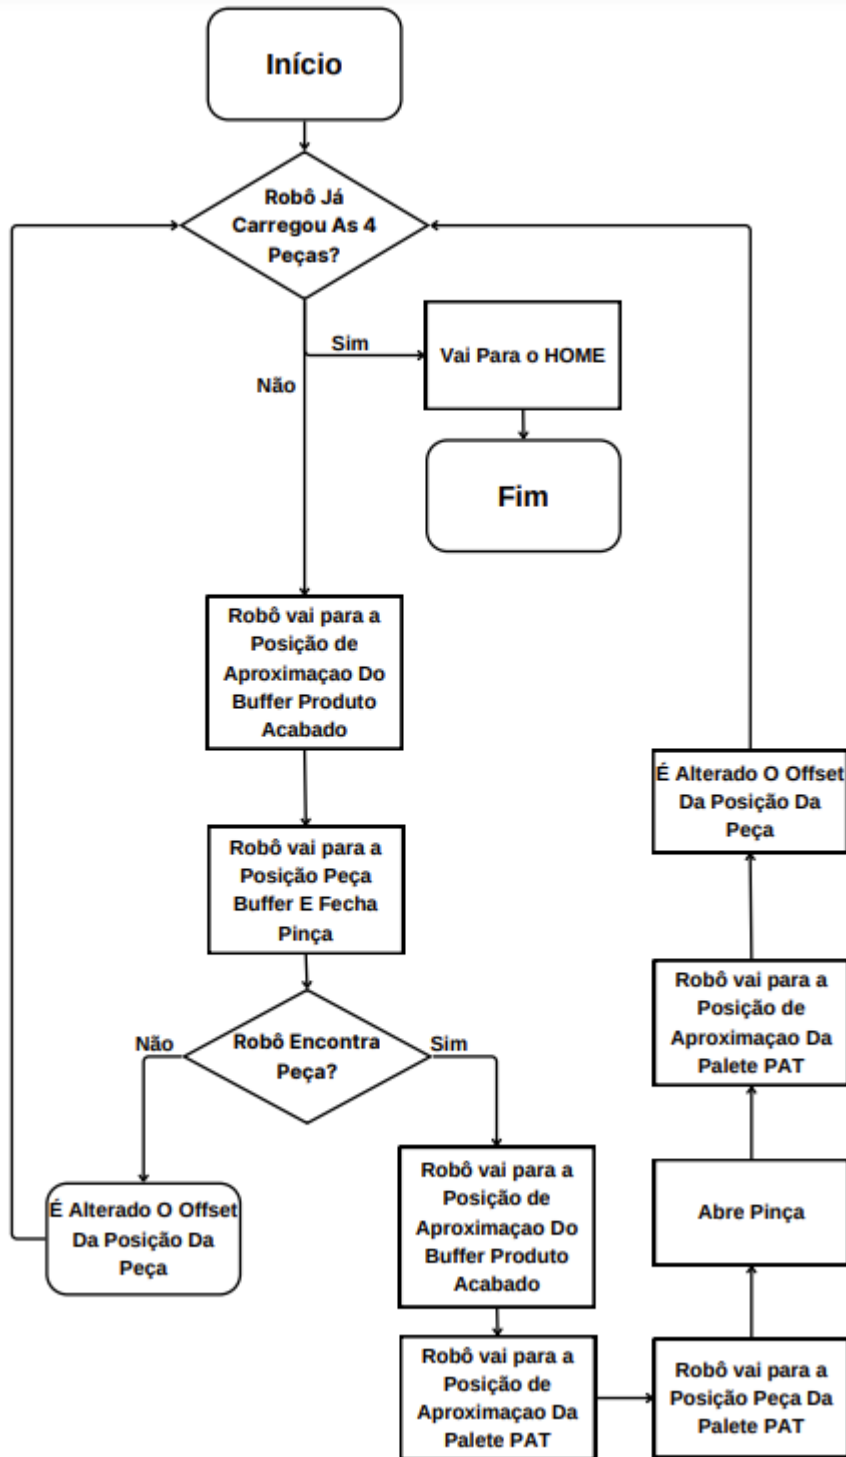 Início
Robô Já
Carregou As 4
Peças?
Sim
Vai Para o HOME
Não
Fim
Robô vai para a
Posição de
Aproximaçao Do
Buffer Produto
Acabado
Robô vai para a
Posição Peça
Buffer E Fecha
Pinça
Robô Encontra
Peça?
Não
Sim
É Alterado O Offset
Da Posição Da
Peça
Robô vai para a
Posição de
Aproximaçao Do
Buffer Produto
Acabado
Robô vai para a
Posição de
Aproximaçao Da
Palete PAT
Robô vai para a
Posição Peça Da
Palete PAT
Abre Pinça
Robô vai para a
Posição de
Aproximaçao Da
Palete PAT
É Alterado O Offset
Da Posição Da
Peça